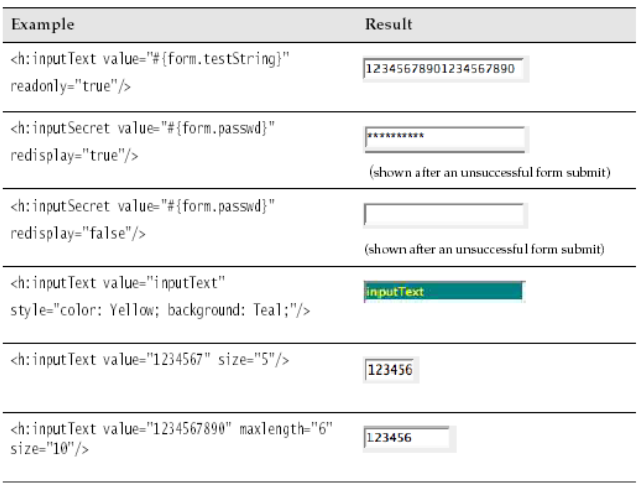 Example Result
<h:inputText value="#{form.testString}"
readonly="true"/>
12345678901234567890
<h:inputSecret value="#{form.passwd}"
redisplay="true"/>
**********
(shown after an unsuccessful form submit)
<h:inputSecret value="#{form.passwd}"
redisplay="false"/>
(shown after an unsuccessful form submit)
<h:inputText value="inputText"
style="color: Yellow; background: Teal;"/>
inputText
<h:inputText value="1234567" size="5"/>
123456
<h:inputText value="1234567890" maxlength="6"
size="10"/>
123456